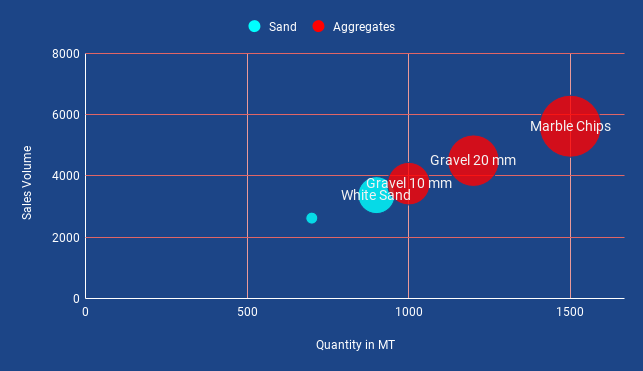 Sand
Aggregates
8000
6000
4000
2000
0
Sales Volume
Marble Chips
Gravel 20 mm
Gravel 10 mm
White Sand
0
500
1000
1500
Quantity in MT